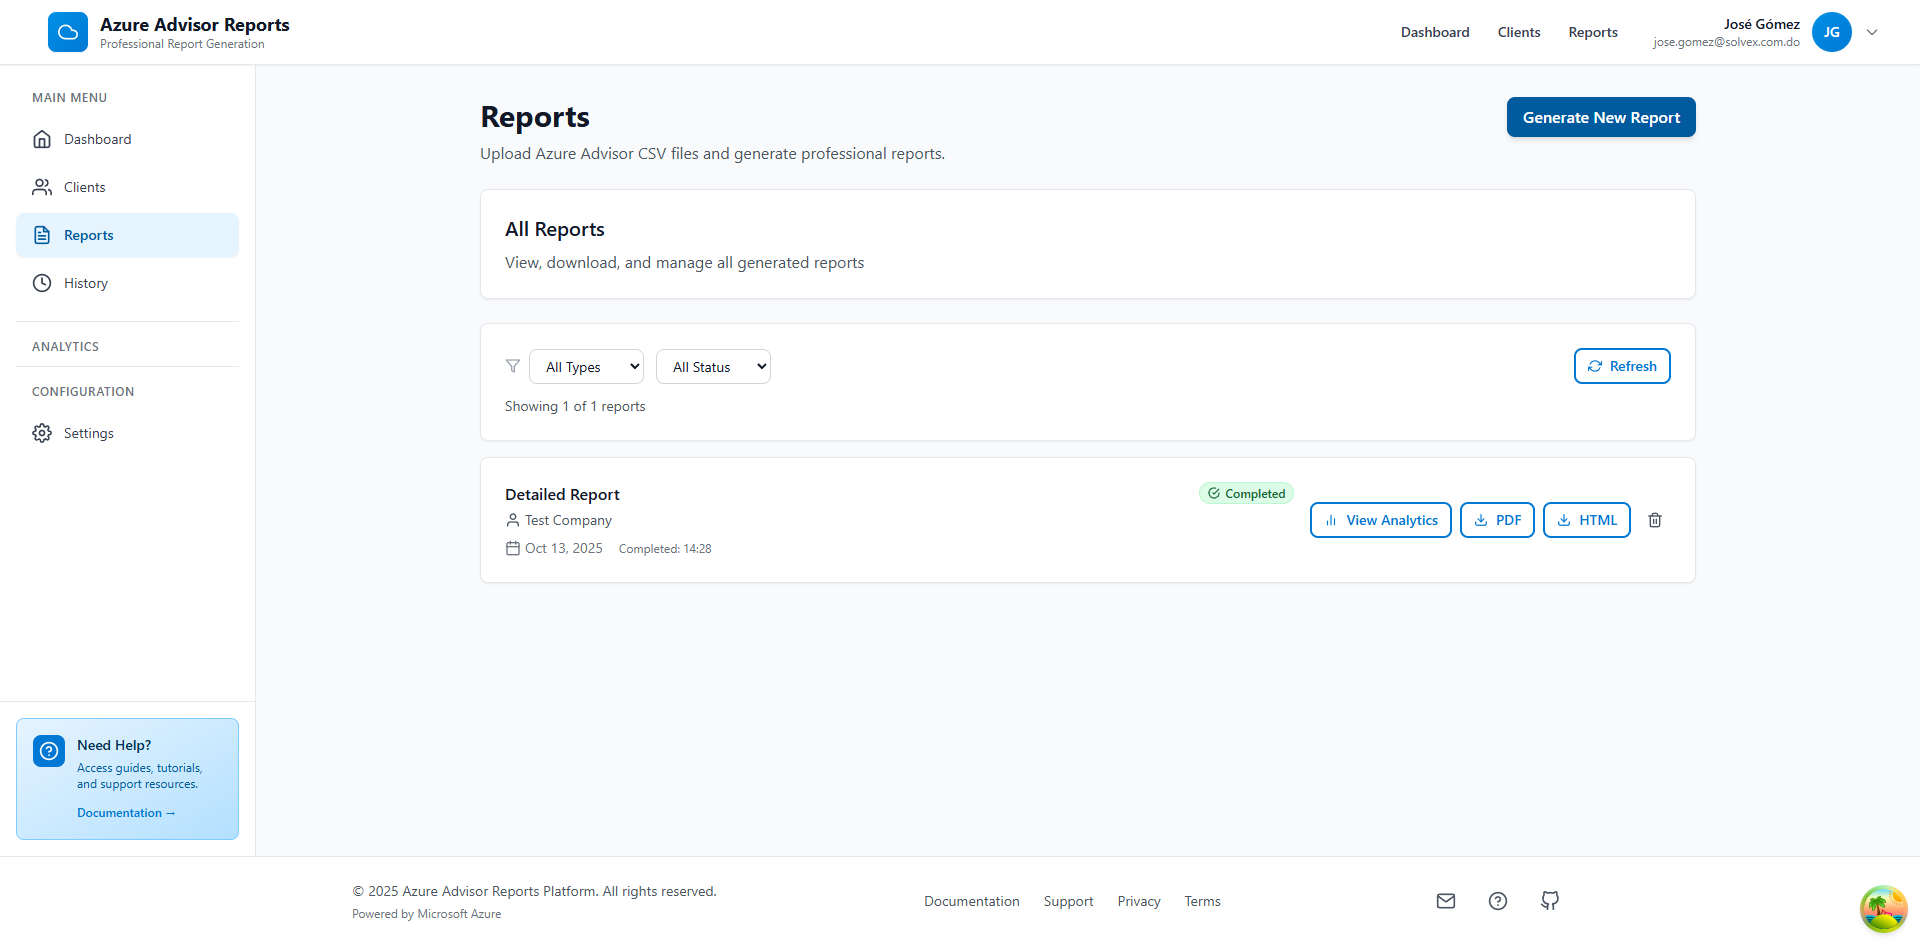 Azure Advisor Reports
Professional Report Generation
Dashboard
Clients
Reports
José Gómez
jose.gomez@solvex.com.do
JG
MAIN MENU
Dashboard
Clients
Reports
History
ANALYTICS
CONFIGURATION
Settings
Need Help?
Access guides, tutorials,
and support resources.
Documentation →
Reports
Upload Azure Advisor CSV files and generate professional reports.
Generate New Report
All Reports
View, download, and manage all generated reports
All Types
All Status
Refresh
Showing 1 of 1 reports
Detailed Report
Test Company
Oct 13, 2025
Completed: 14:28
Completed
View Analytics
PDF
HTML
© 2025 Azure Advisor Reports Platform. All rights reserved.
Powered by Microsoft Azure
Documentation
Support
Privacy
Terms